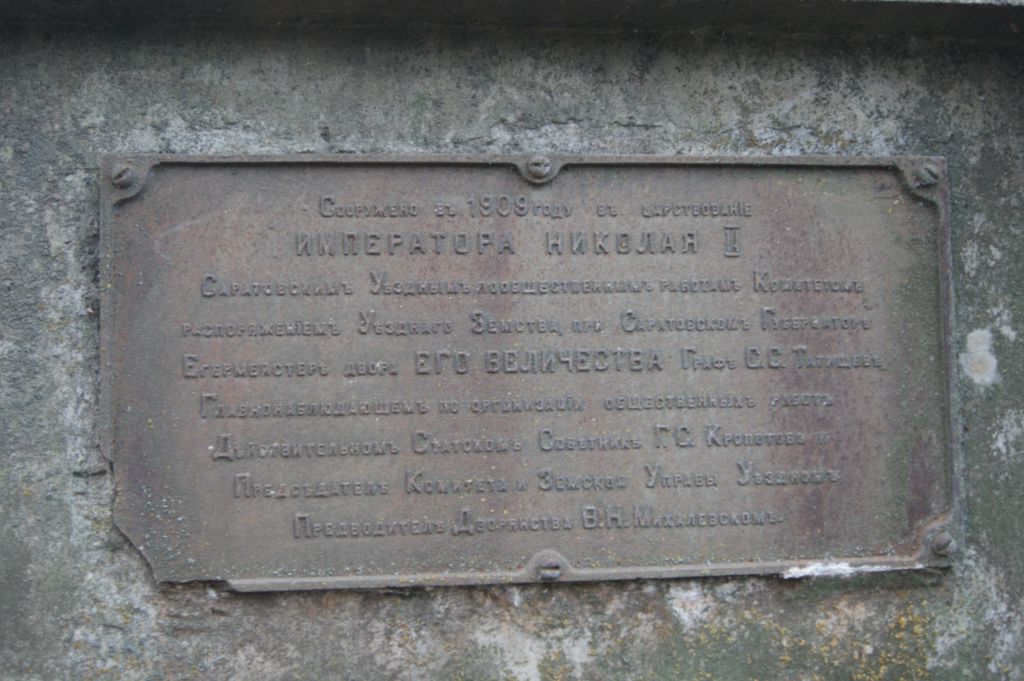 Сооружено въ 1909 году въ царствованіе
ИМПЕРАТОРА НИКОЛАЯ II
Саратовскимъ Уѣзднымъ пообщественнымъ работамъ Комитетомъ
распоряженіемъ Уѣзднаго Земства, при Саратовскомъ Губернаторѣ
Егермейстерѣ двора ЕГО ВЕЛИЧЕСТВА Графѣ С.С. Татищевѣ,
Главнонаблюдающемъ по организаціи общественныхъ работъ
Дѣйствительномъ Статскомъ Совѣтникѣ Г.С. Кропотовѣ и
Предсѣдателѣ Комитета и Земской Управы Уѣздномъ
Предводителѣ Дворянства В.Н. Михалевскомъ.